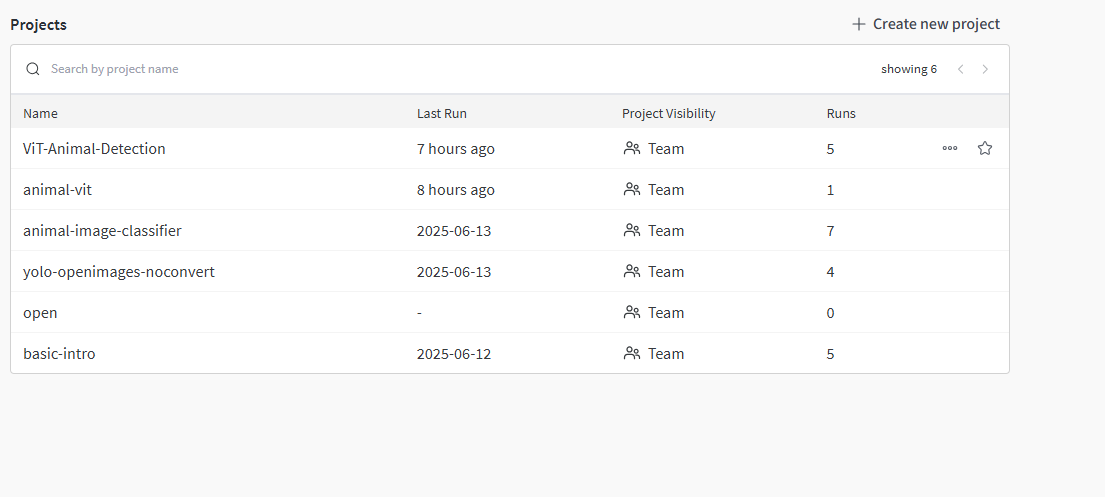 Projects
Create new project
Search by project name
showing 6
Name Last Run Project Visibility Runs
ViT-Animal-Detection 7 hours ago Team 5
animal-vit 8 hours ago Team 1
animal-image-classifier 2025-06-13 Team 7
yolo-openimages-noconvert 2025-06-13 Team 4
open - Team 0
basic-intro 2025-06-12 Team 5